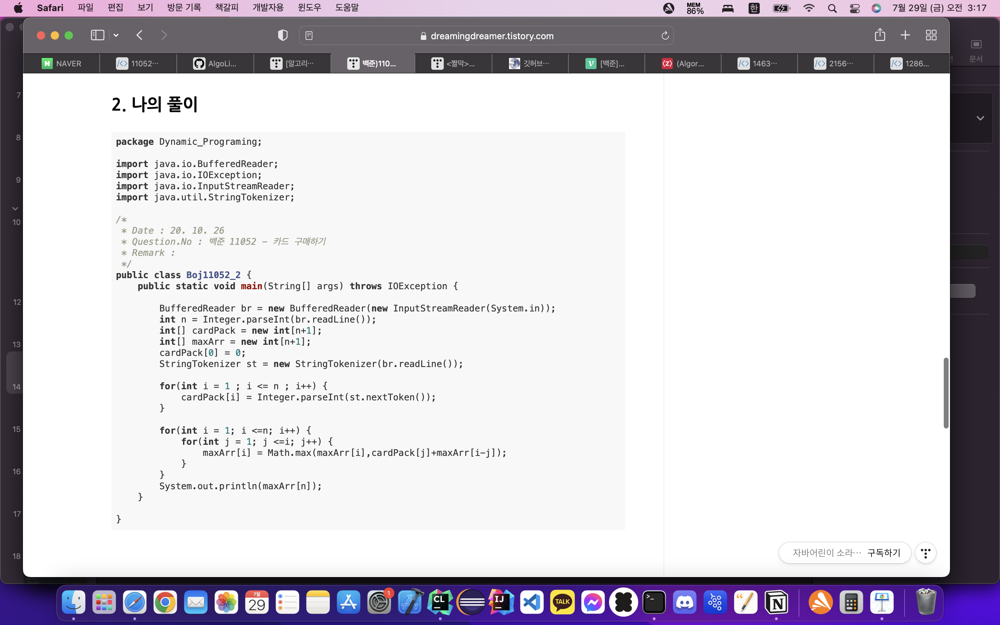 Safari 파일 편집 보기 방문 기록 책갈피 개발자용 윈도우 도움말 MEM 86% 한 7월 29일 (금) 오전 3:17
dreamingdreamer.tistory.com
NAVER 11052… AlgoLi... [알고리… 백준)110... <짤막>... 깃허브… [백준]... (Algor... 1463… 2156… 1286...
문서
7
8
9
10
12
13
14
15
16
17
18
2. 나의 풀이
package Dynamic_Programing;
import java.io.BufferedReader;
import java.io.IOException;
import java.io.InputStreamReader;
import java.util.StringTokenizer;
/*
* Date : 20. 10. 26
* Question.No : 백준 11052 - 카드 구매하기
* Remark :
*/
public class Boj11052_2 {
public static void main(String[] args) throws IOException {
BufferedReader br = new BufferedReader(new InputStreamReader(System.in));
int n = Integer.parseInt(br.readLine());
int[] cardPack = new int[n+1];
int[] maxArr = new int[n+1];
cardPack[0] = 0;
StringTokenizer st = new StringTokenizer(br.readLine());
for(int i = 1 ; i <= n ; i++) {
cardPack[i] = Integer.parseInt(st.nextToken());
}
for(int i = 1; i <=n; i++) {
for(int j = 1; j <=i; j++) {
maxArr[i] = Math.max(maxArr[i],cardPack[j]+maxArr[i-j]);
}
}
System.out.println(maxArr[n]);
}
}
자바어린이 소라… 구독하기
7월 29 1 CL IJ TALK